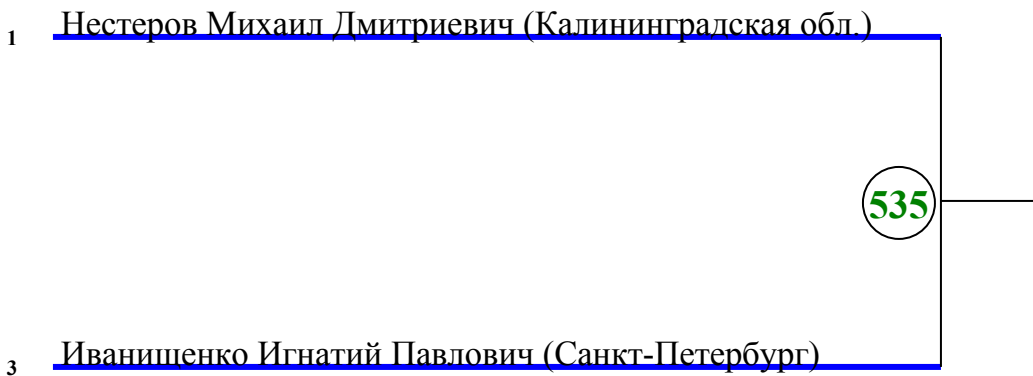 1 Нестеров Михаил Дмитриевич (Калининградская обл.)
535
3 Иванищенко Игнатий Павлович (Санкт-Петербург)